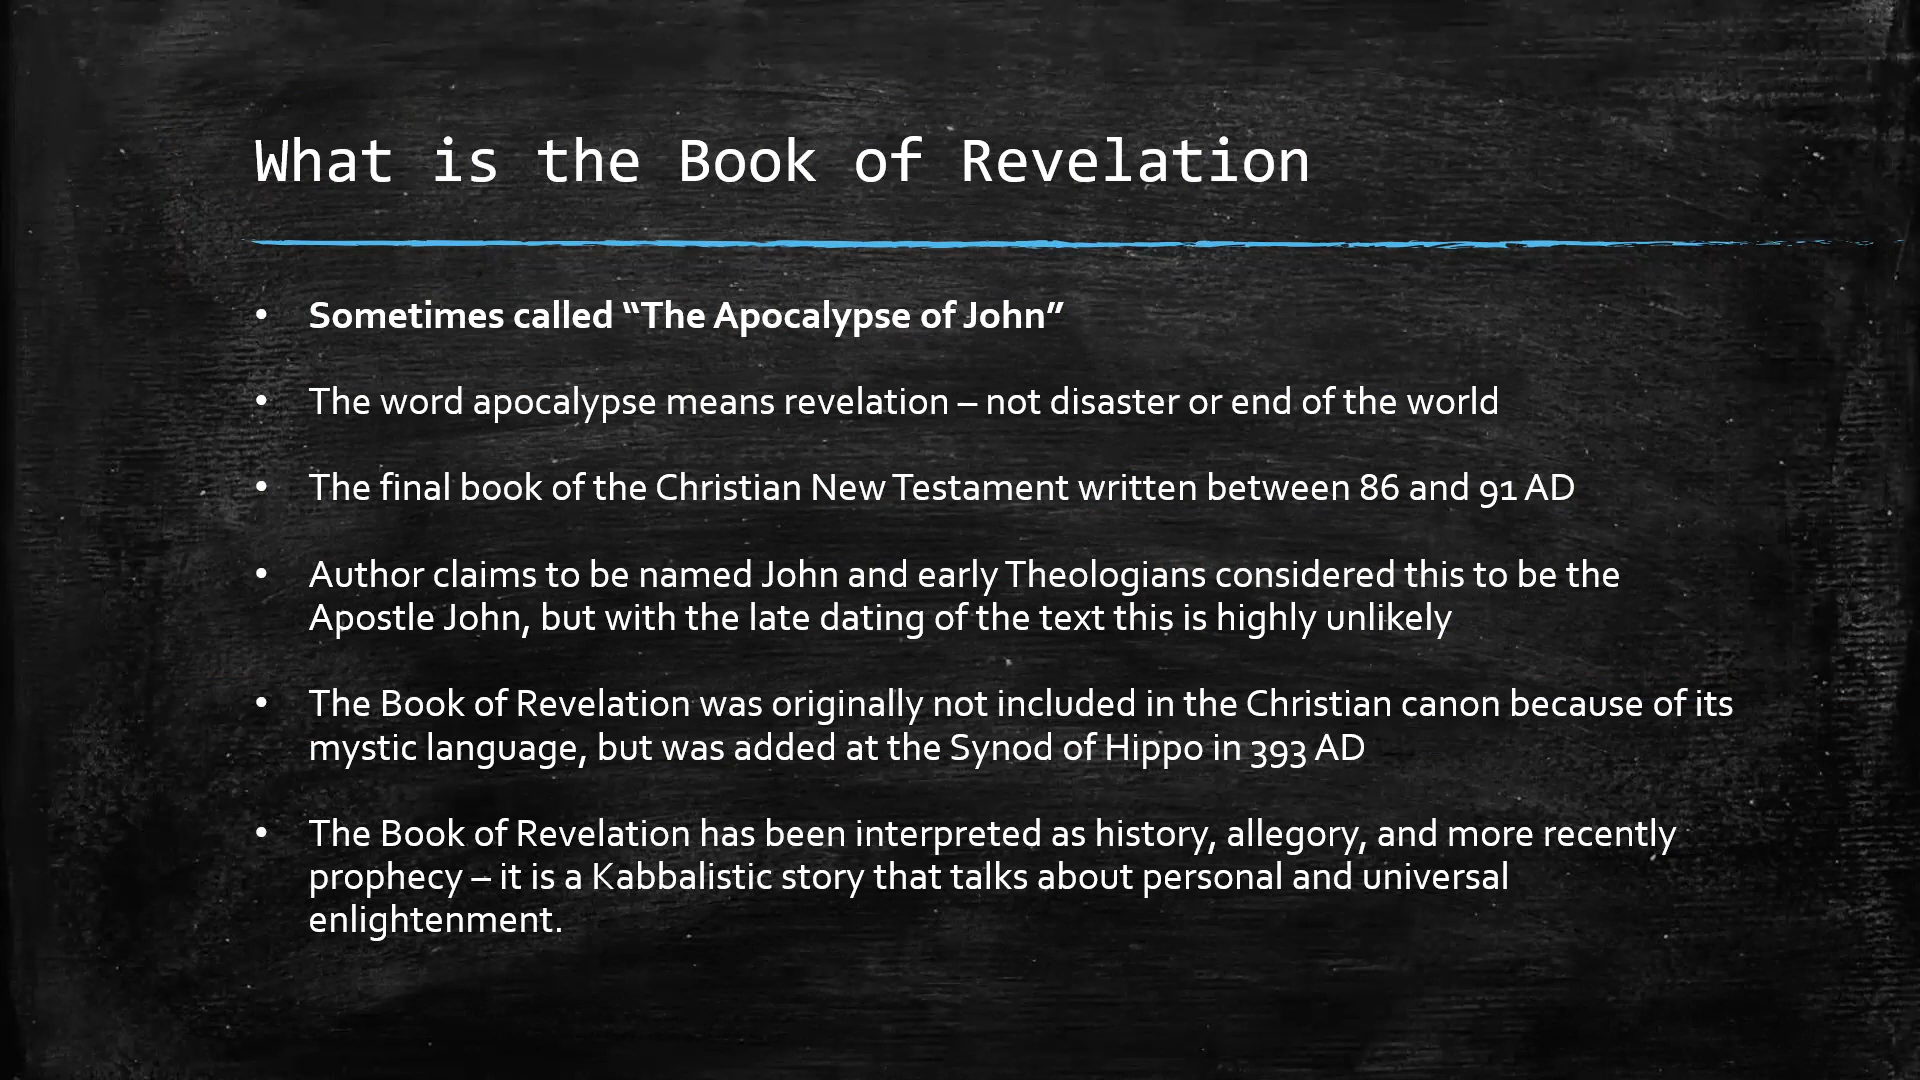 What is the Book of Revelation
• Sometimes called “The Apocalypse of John”
• The word apocalypse means revelation – not disaster or end of the world
• The final book of the Christian New Testament written between 86 and 91 AD
• Author claims to be named John and early Theologians considered this to be the
Apostle John, but with the late dating of the text this is highly unlikely
• The Book of Revelation was originally not included in the Christian canon because of its
mystic language, but was added at the Synod of Hippo in 393 AD
• The Book of Revelation has been interpreted as history, allegory, and more recently
prophecy – it is a Kabbalistic story that talks about personal and universal
enlightenment.